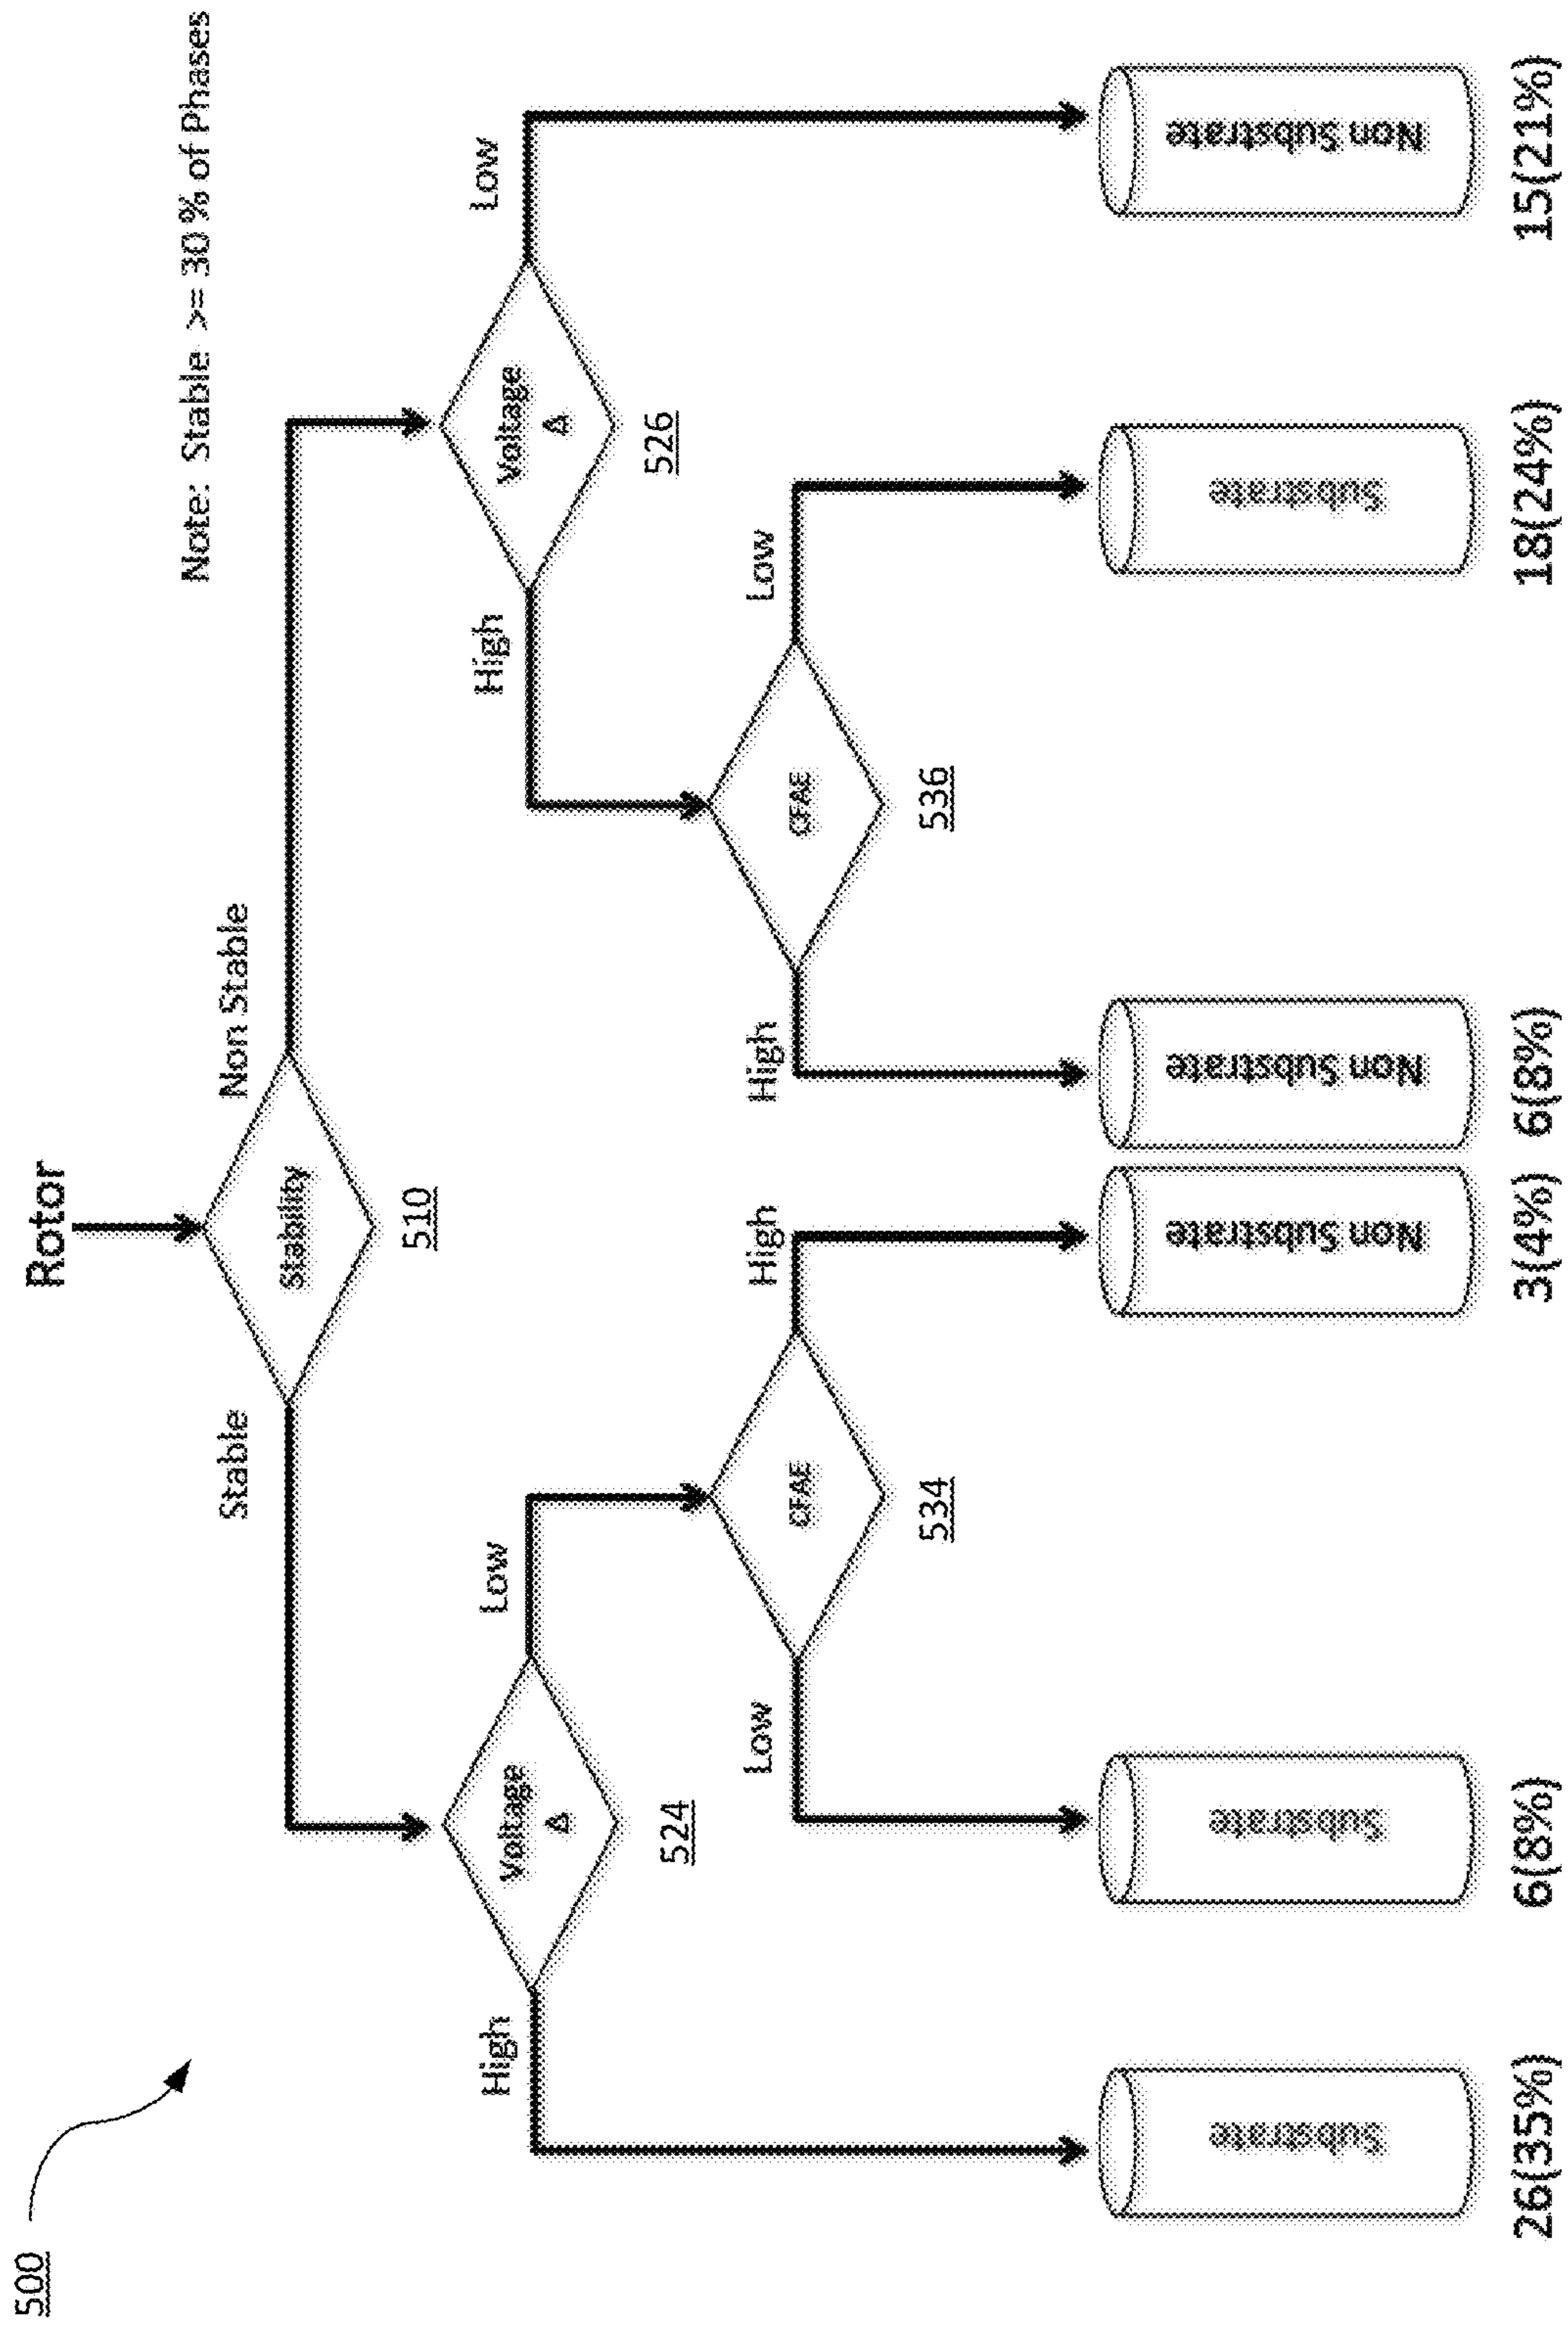 500
Rotor
Note: Stable >= 30 % of Phases
Stable
Non Stable
Stability
510
High
Low
High
Low
Voltage
Δ
524
Voltage
Δ
526
Low
High
High
Low
CFAE
534
CFAE
536
Substrate
Substrate
Non Substrate
Non Substrate
Substrate
Non Substrate
26(35%)
6(8%)
3(4%)
6(8%)
18(24%)
15(21%)